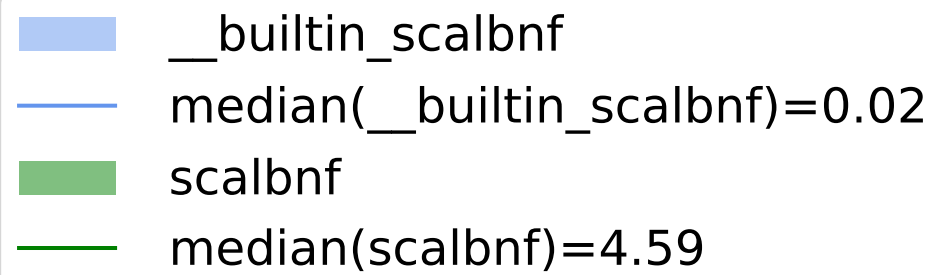 __builtin_scalbnf
median(__builtin_scalbnf)=0.02
scalbnf
median(scalbnf)=4.59